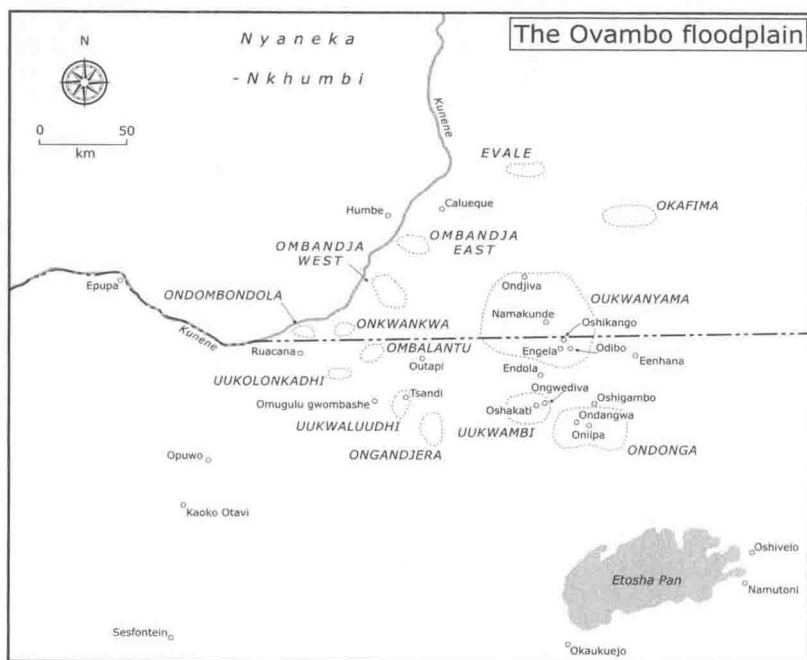 The Ovambo floodplain
N
Nyaneka
-Nkhumbi
0 50
km
Kunene
EVALE
OKAFIMA
Humbe
Calueque
OMBANDJA
EAST
OMBANDJA
WEST
Epupa
ONDOMBONDOLA
Ondjiva
OUKWANYAMA
Namakunde
Oshikango
Kunene
ONKWANKWA
Ruacana
OMBALANTU
Engela
Odibo
Eenhana
Outapi
Endola
UUKOLONKADHI
Ongwediva
Tsandi
Omugulu gwombashe
Oshakati
Oshigambo
Ondangwa
UUKWALUUDHI
UUKWAMBI
Oniipa
ONGANDJERA
ONDONGA
Opuwo
Kaoko Otavi
Oshivelo
Etosha Pan
Namutoni
Sesfontein
Okaukuejo